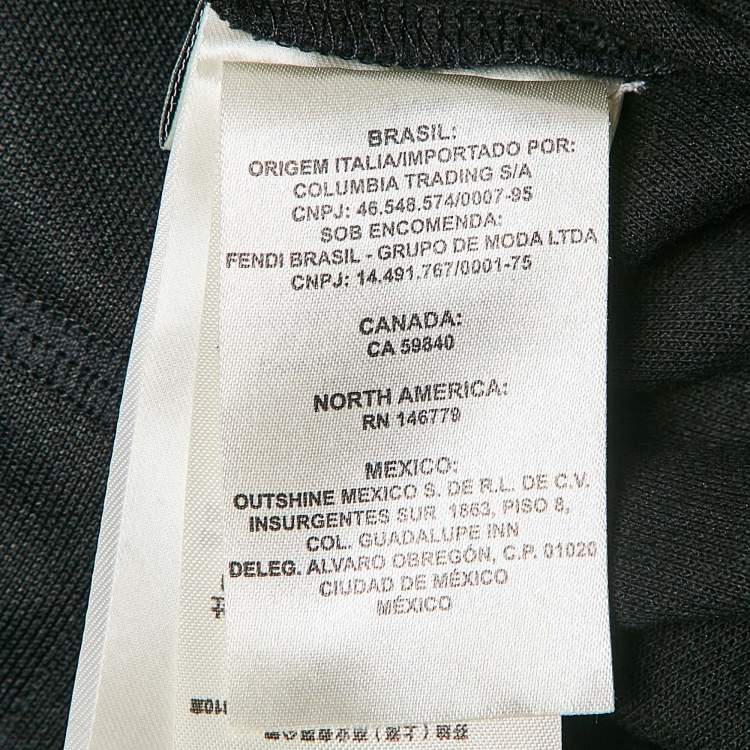 BRASIL:
ORIGEM ITALIA/IMPORTADO POR:
COLUMBIA TRADING S/A
CNPJ: 46.548.574/0007-95
SOB ENCOMENDA:
FENDI BRASIL - GRUPO DE MODA LTDA
CNPJ: 14.491.767/0001-75
CANADA:
CA 59840
NORTH AMERICA:
RN 146779
MEXICO:
OUTSHINE MEXICO S. DE R.L. DE C.V.
INSURGENTES SUR 1863, PISO 8,
COL. GUADALUPE INN
DELEG. ALVARO OBREGÓN, C.P. 01020
CIUDAD DE MÉXICO
MÉXICO